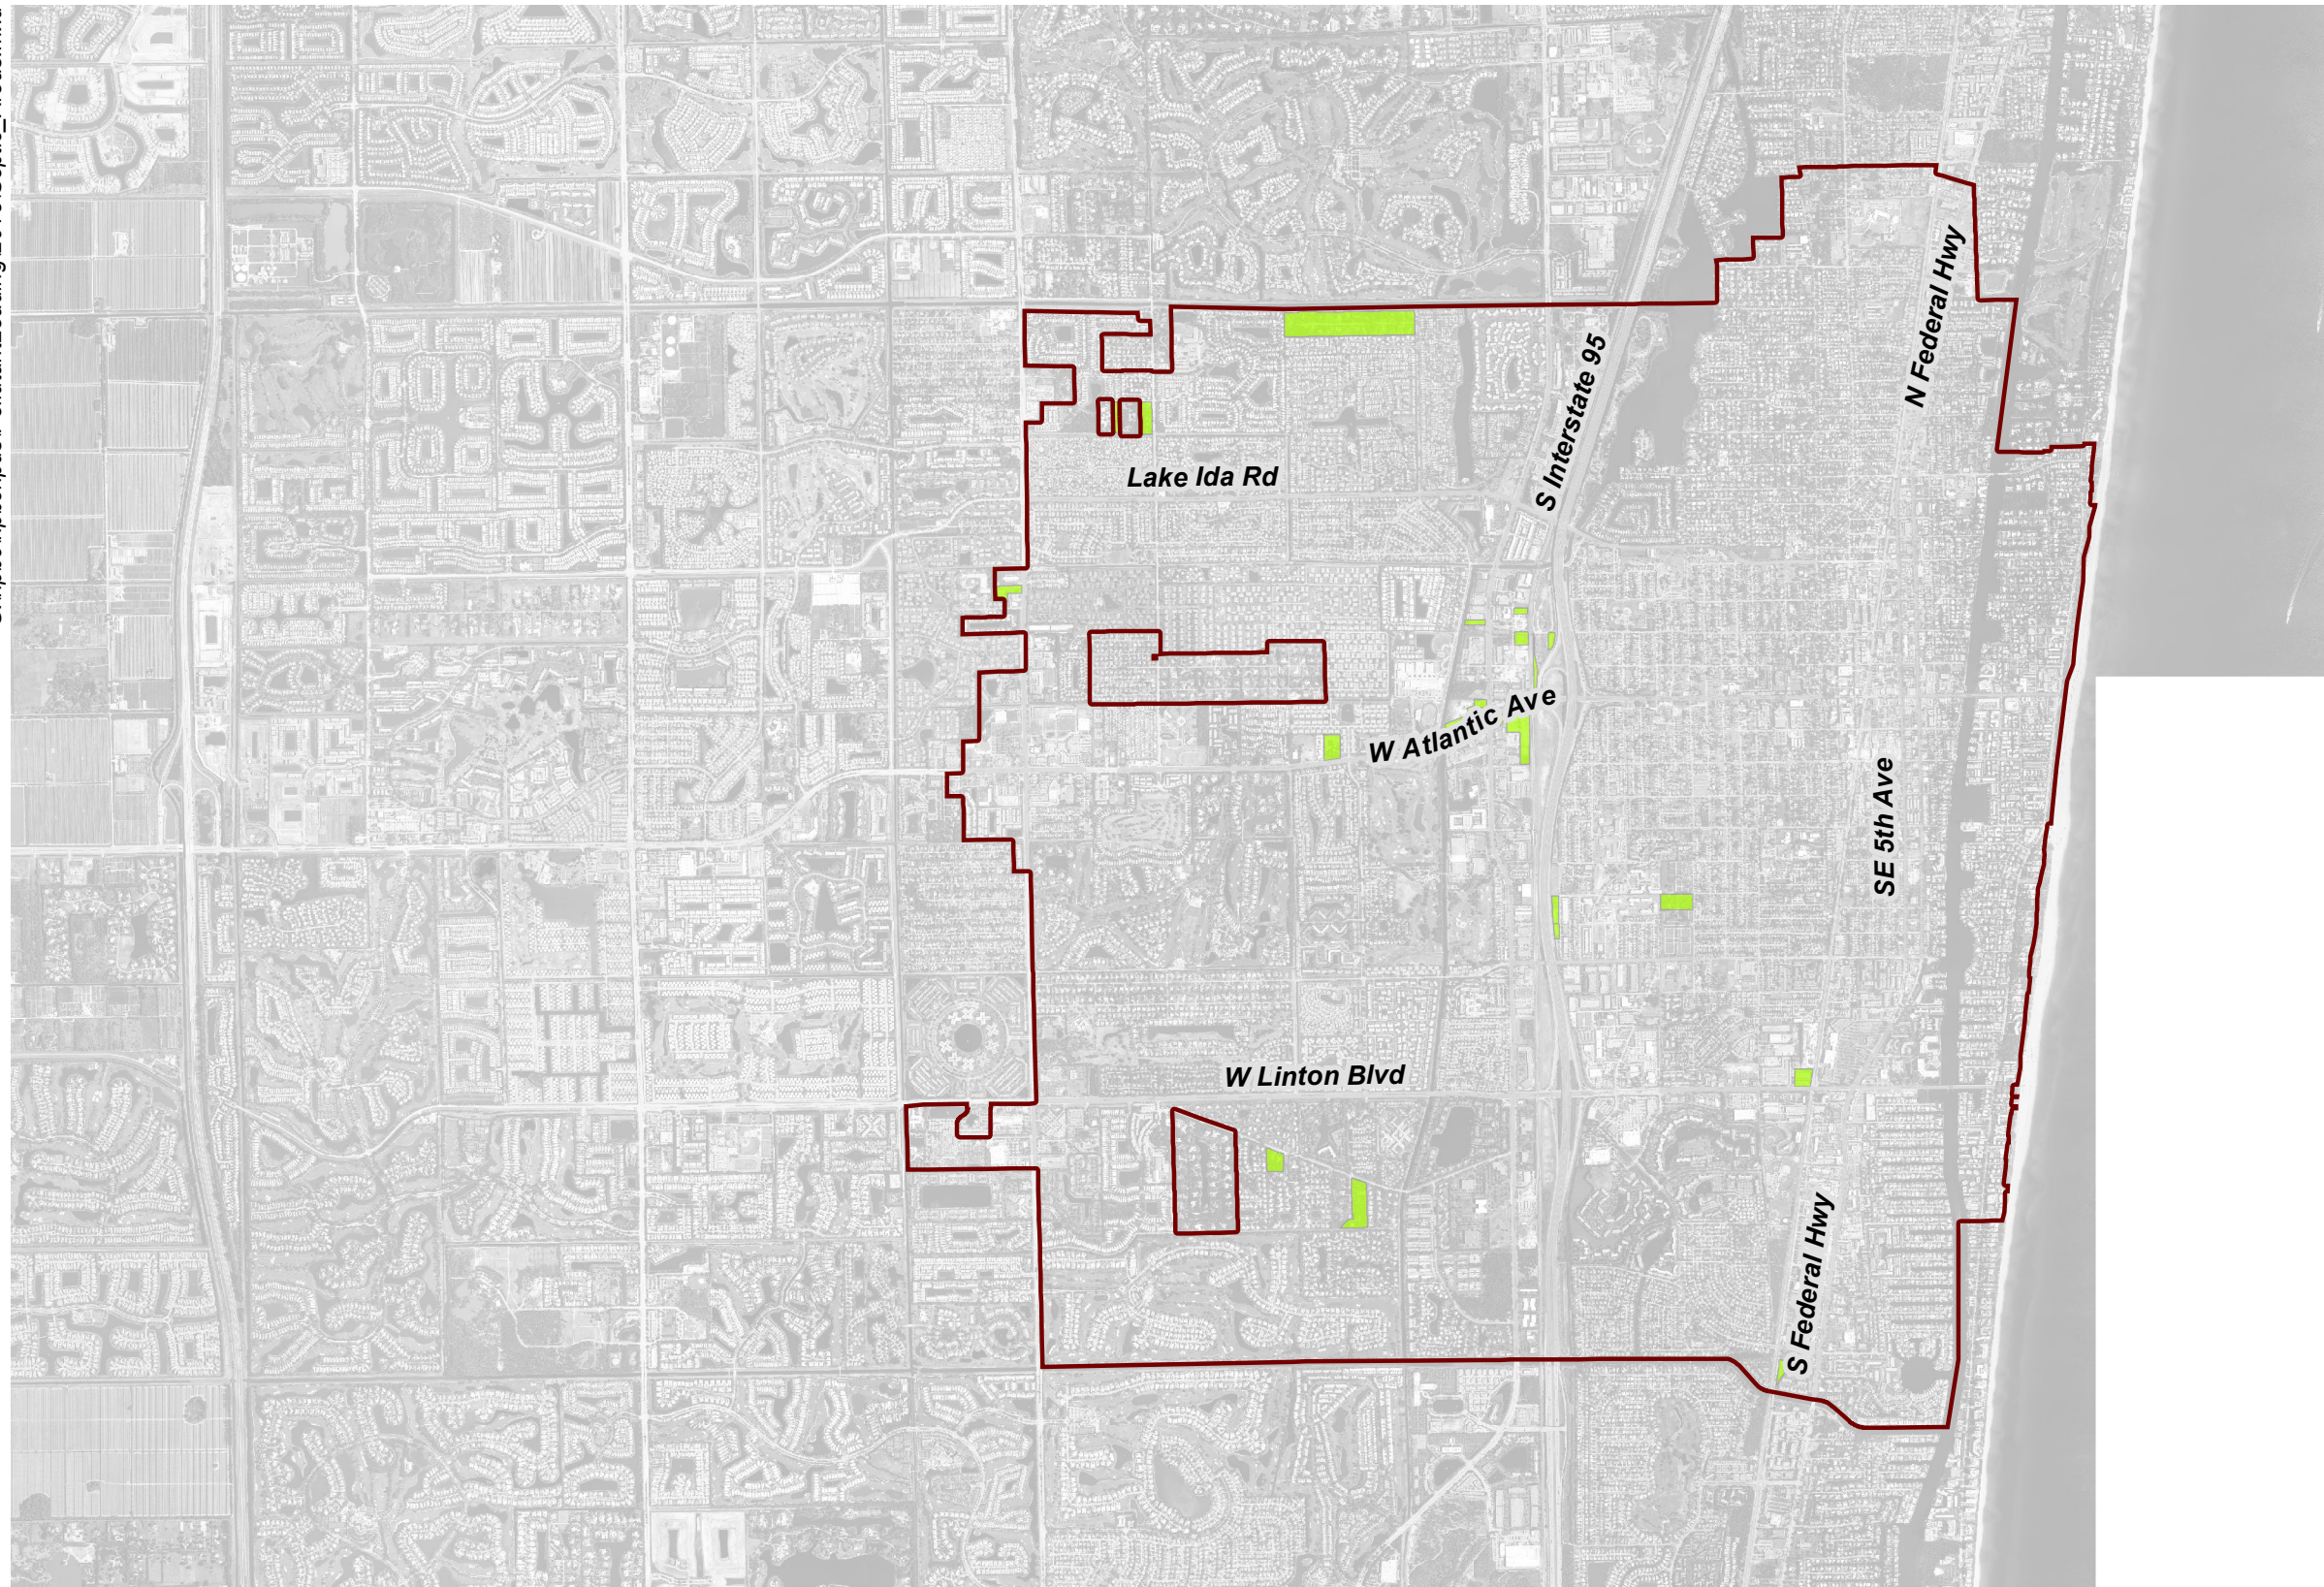 N Federal Hwy
S Interstate 95
Lake Ida Rd
W Atlantic Ave
SE 5th Ave
W Linton Blvd
S Federal Hwy